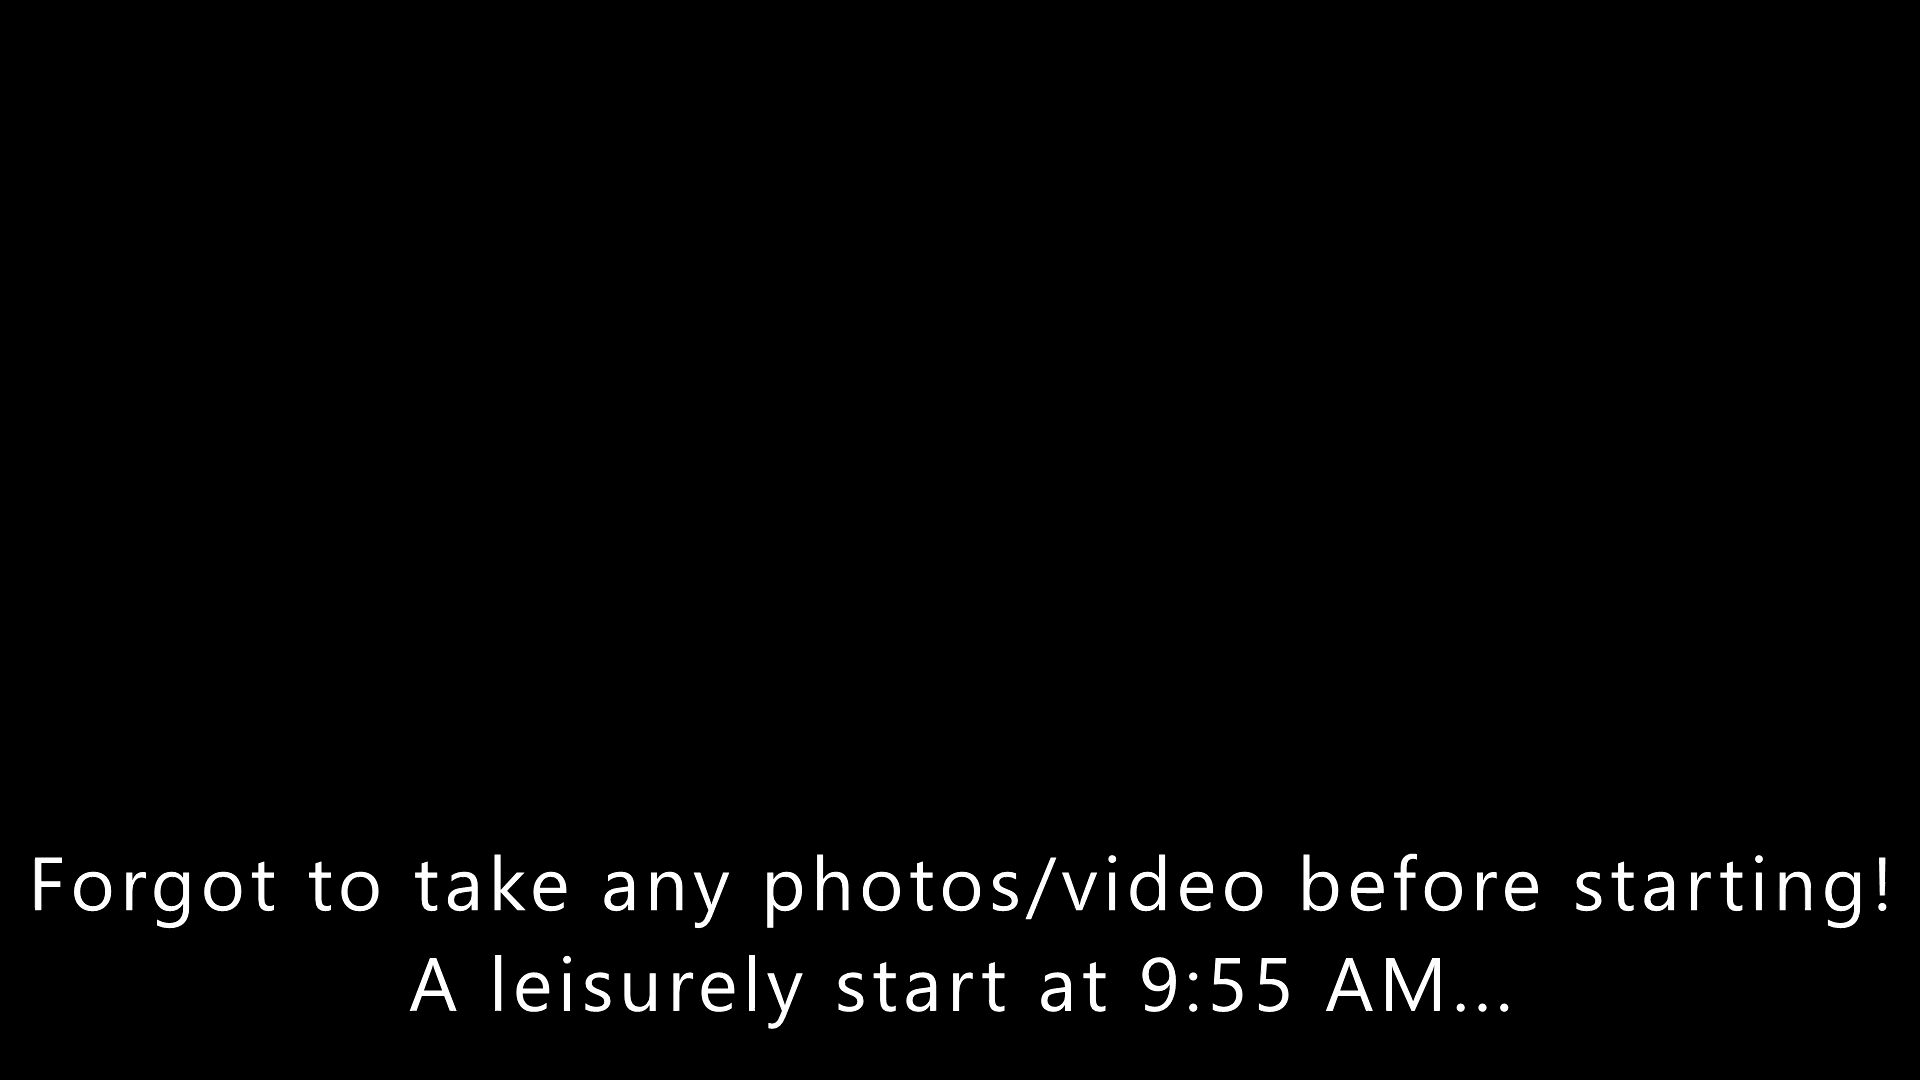 Forgot to take any photos/video before starting!
A leisurely start at 9:55 AM...